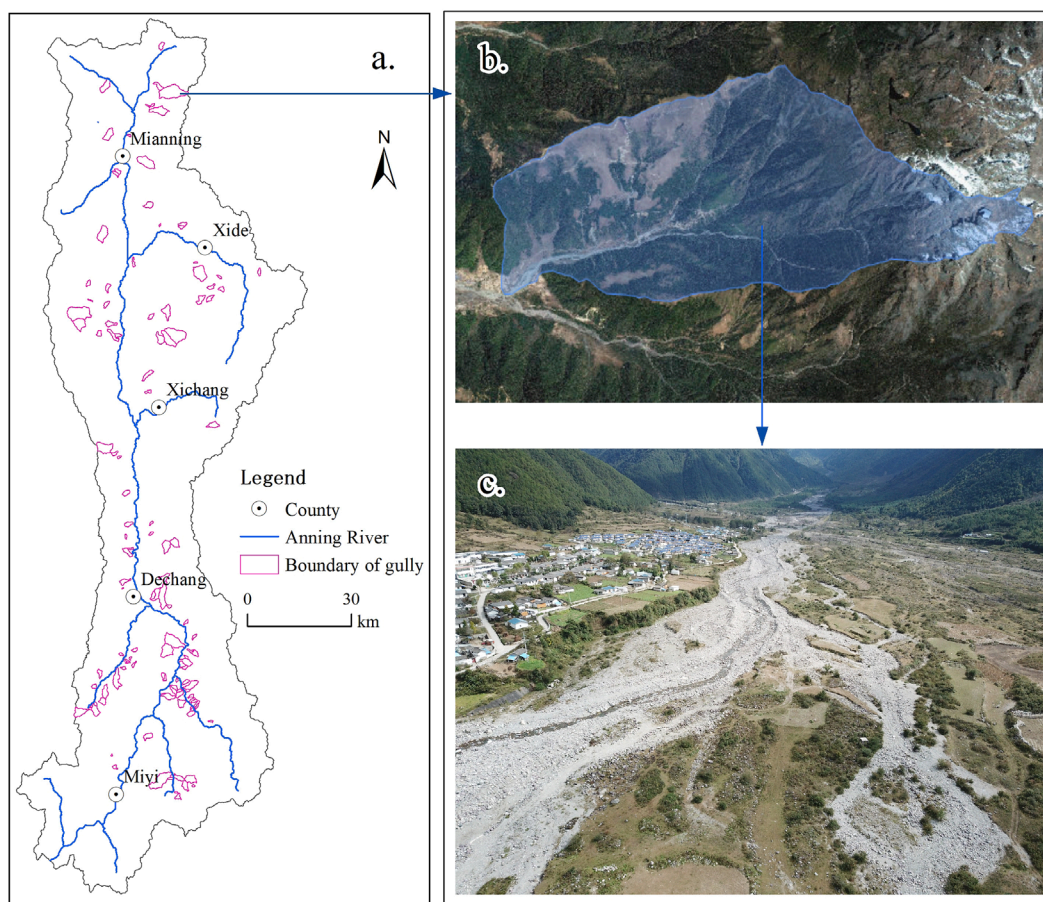 a.
N
Mianning
Xide
Xichang
Legend
County
Anning River
Boundary of gully
Dechang
0 30
km
Miyi
b.
c.